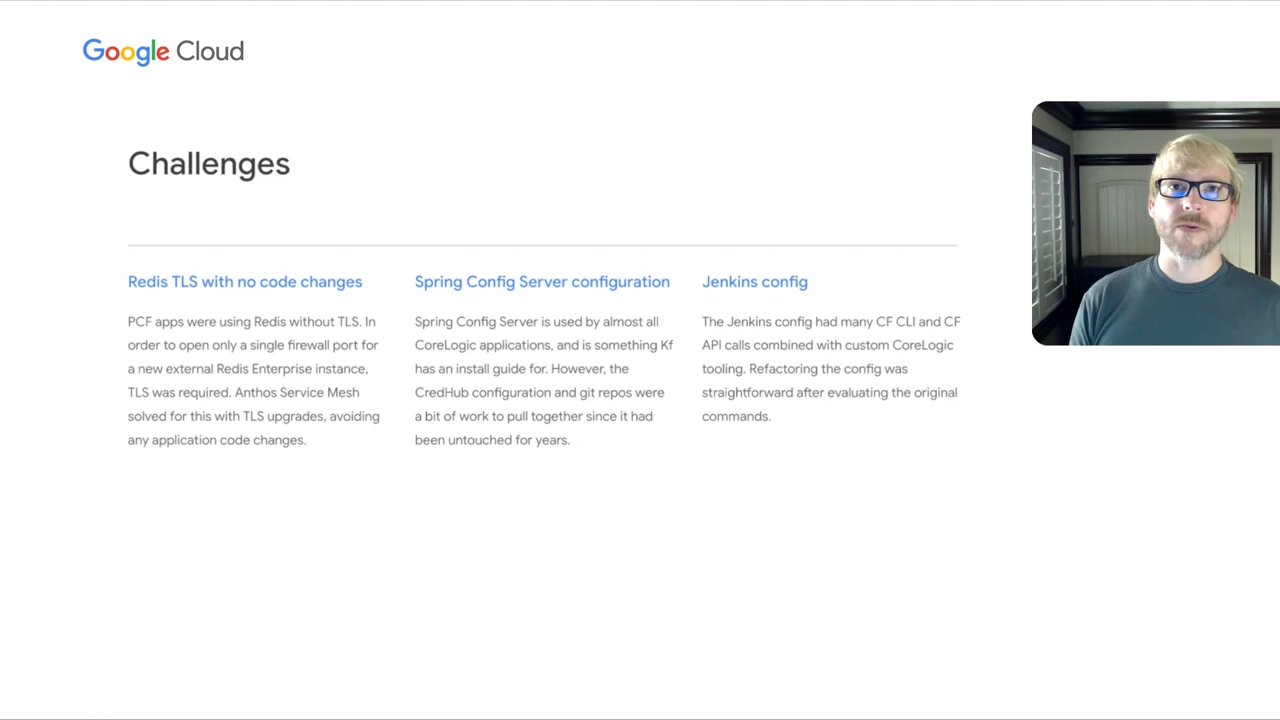 Google Cloud
Challenges
Redis TLS with no code changes
PCF apps were using Redis without TLS. In
order to open only a single firewall port for
a new external Redis Enterprise instance,
TLS was required. Anthos Service Mesh
solved for this with TLS upgrades, avoiding
any application code changes.
Spring Config Server configuration
Spring Config Server is used by almost all
CoreLogic applications, and is something Kf
has an install guide for. However, the
CredHub configuration and git repos were
a bit of work to pull together since it had
been untouched for years.
Jenkins config
The Jenkins config had many CF CLI and CF
API calls combined with custom CoreLogic
tooling. Refactoring the config was
straightforward after evaluating the original
commands.